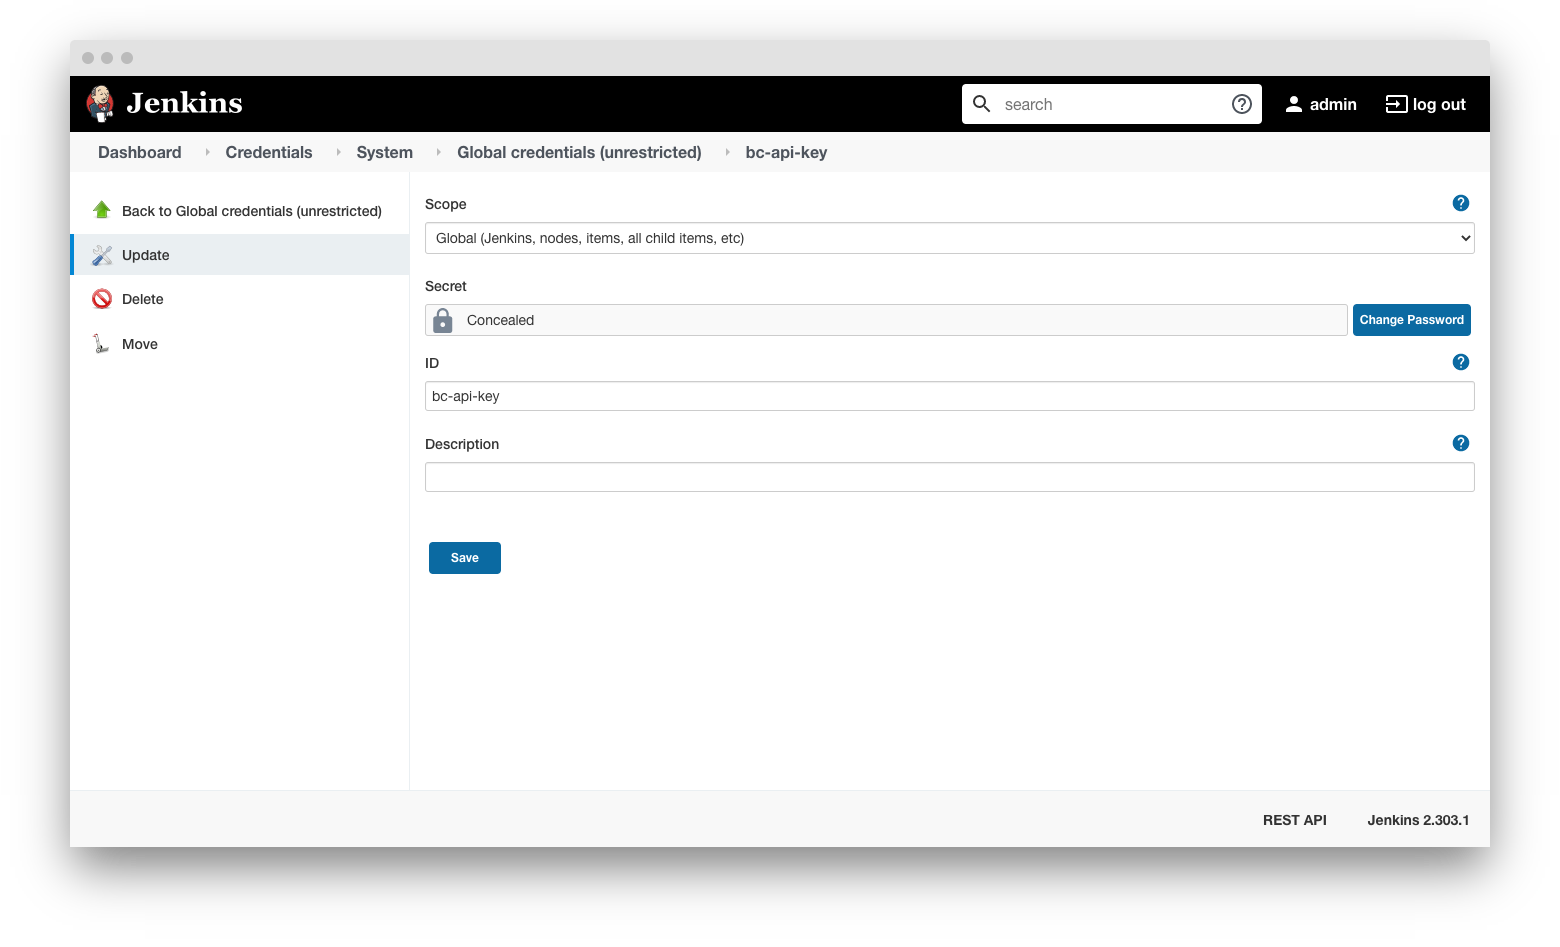 Jenkins
search
admin
log out
Dashboard Credentials System Global credentials (unrestricted) bc-api-key
Back to Global credentials (unrestricted)
Update
Delete
Move
Scope
Global (Jenkins, nodes, items, all child items, etc)
Secret
Concealed
Change Password
ID
bc-api-key
Description
Save
REST API
Jenkins 2.303.1